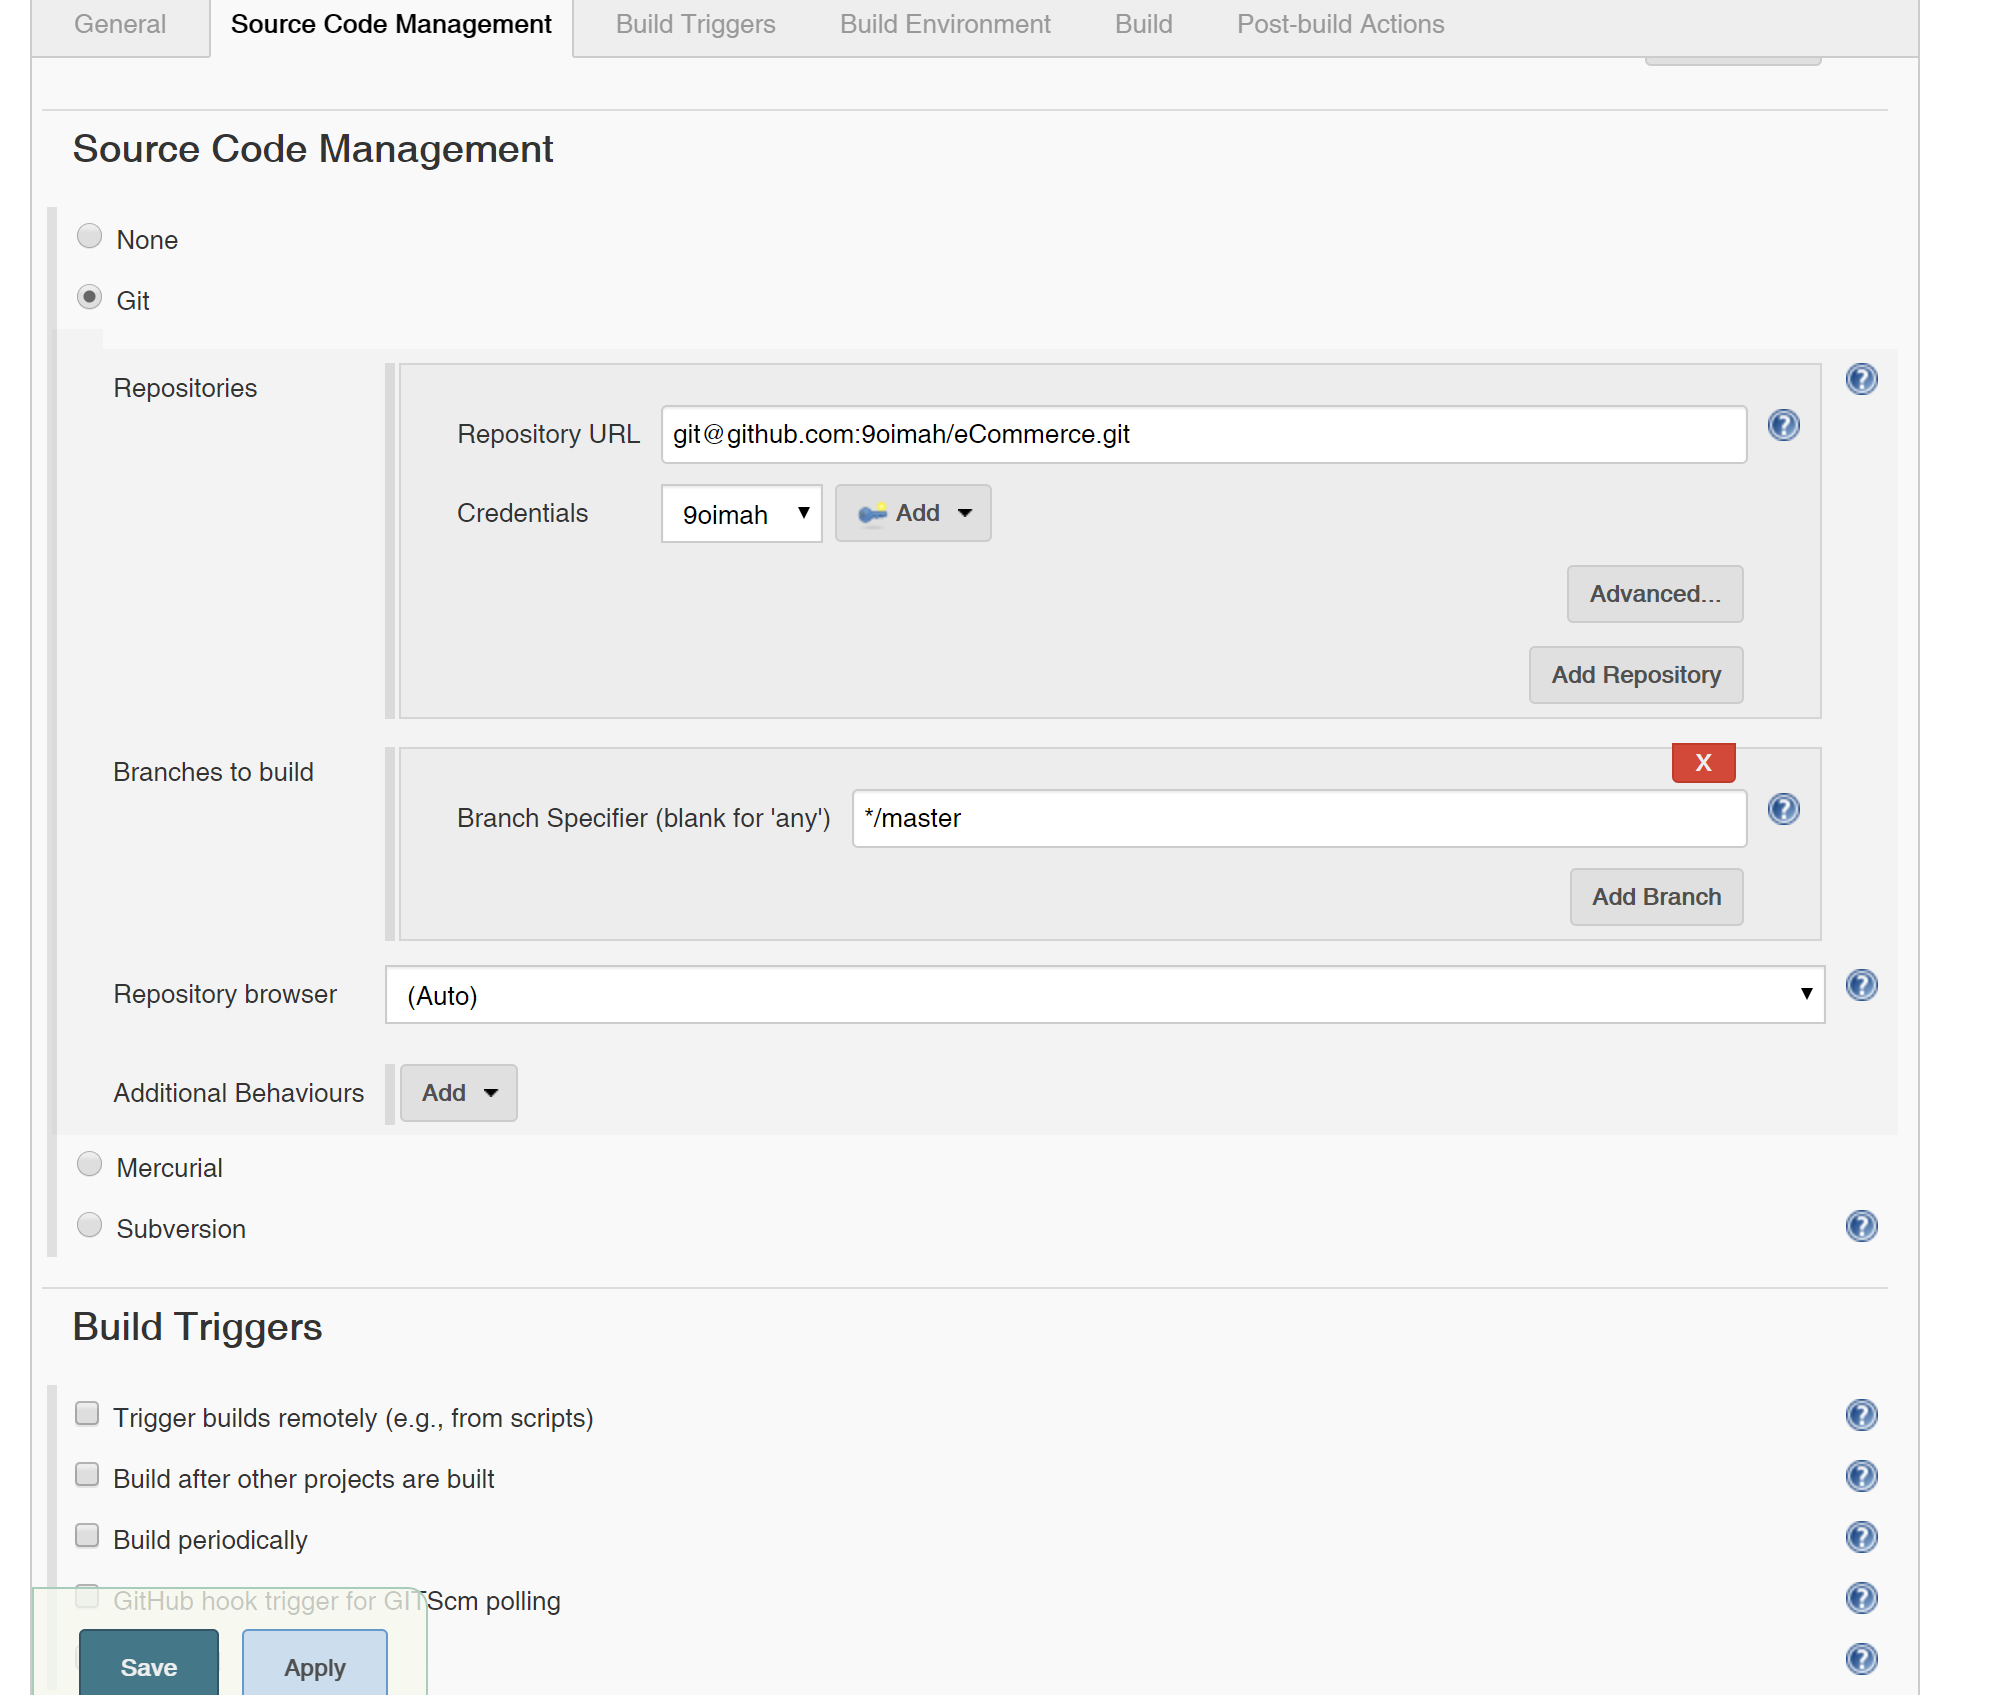 General Source Code Management Build Triggers Build Environment Build Post-build Actions
Source Code Management
None
Git
Repositories
Repository URL git@github.com:9oimah/eCommerce.git
Credentials 9oimah Add
Advanced...
Add Repository
Branches to build
X
Branch Specifier (blank for 'any') */master
Add Branch
Repository browser (Auto)
Additional Behaviours Add
Mercurial
Subversion
Build Triggers
Trigger builds remotely (e.g., from scripts)
Build after other projects are built
Build periodically
GitHub hook trigger for GITScm polling
Save Apply